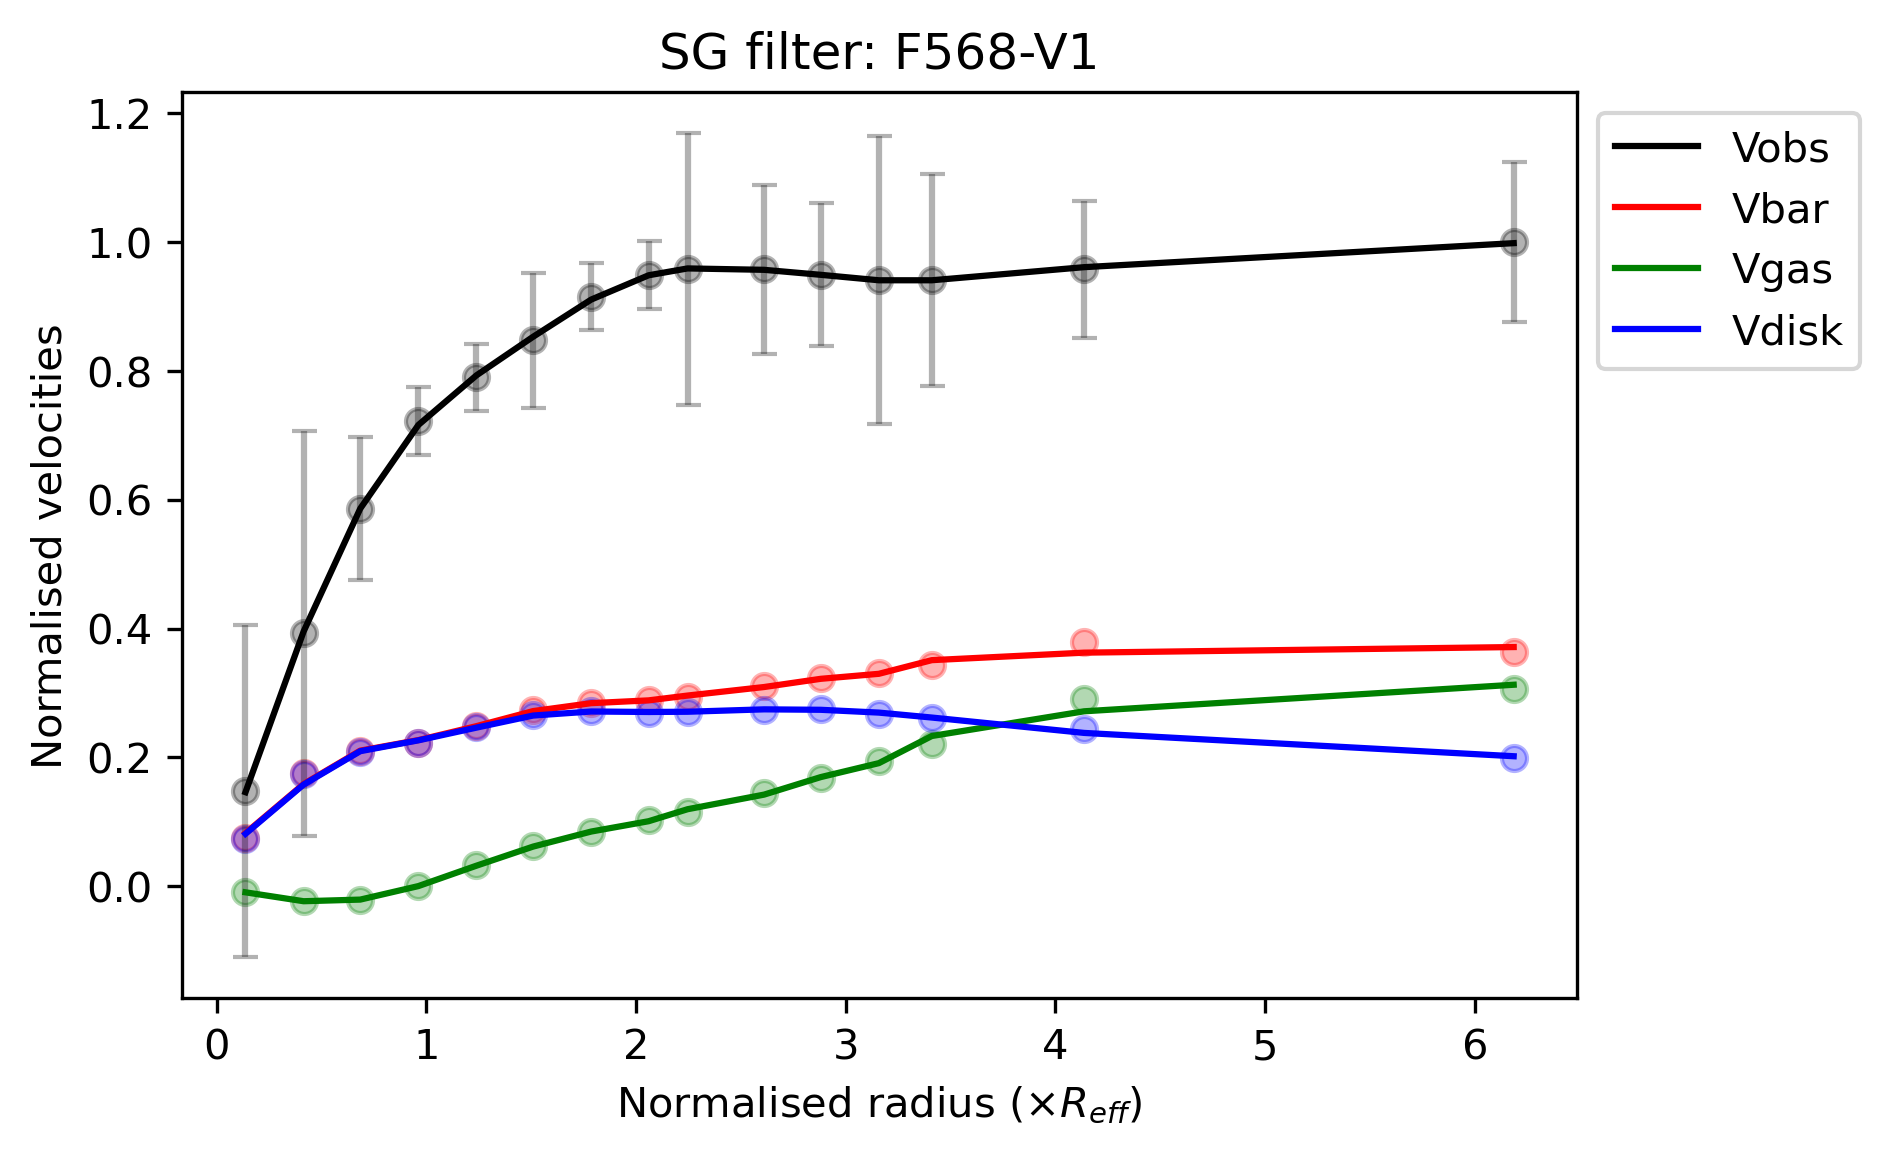 SG filter: F568-V1
1.2
1.0
0.8
0.6
0.4
0.2
0.0
Normalised velocities
0 1 2 3 4 5 6
Normalised radius (×R_eff)
Vobs
Vbar
Vgas
Vdisk